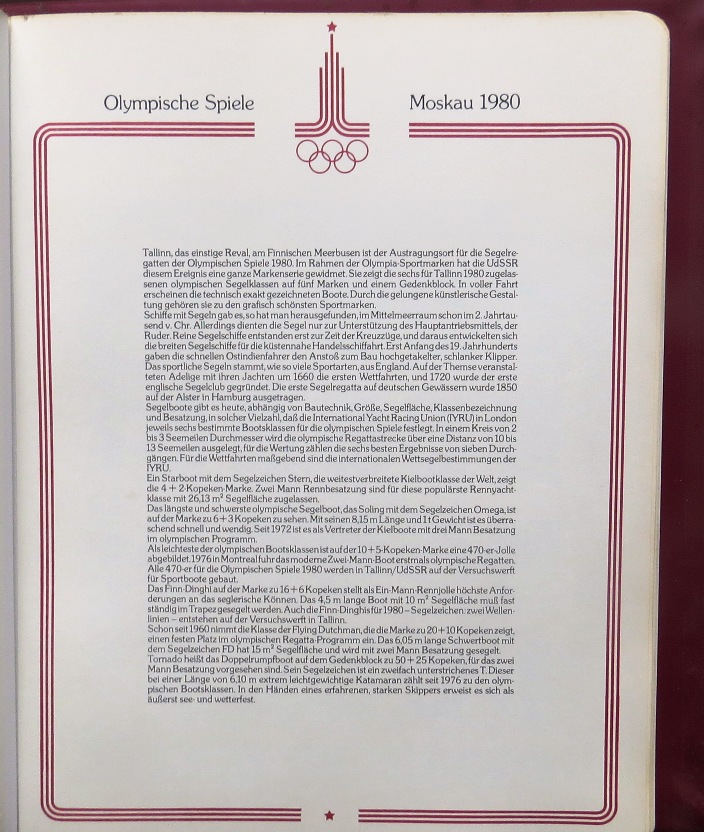 Olympische Spiele
Moskau 1980
Tallinn, das einstige Reval, am Finnischen Meerbusen ist der Austragungsort für die Segelre-
gatten der Olympischen Spiele 1980. Im Rahmen der Olympia-Sportmarken hat die UdSSR
diesem Ereignis eine ganze Markenserie gewidmet. Sie zeigt die sechs für Tallinn 1980 zugelas-
senen olympischen Segelklassen auf fünf Marken und einem Gedenkblock. In voller Fahrt
erscheinen die technisch exakt gezeichneten Boote. Durch die gelungene künstlerische Gestal-
tung gehören sie zu den grafisch schönsten Sportmarken.
Schiffe mit Segeln gab es, so hat man herausgefunden, im Mittelmeerraum schon im 2. Jahrtau-
send v. Chr. Allerdings dienten die Segel nur zur Unterstützung des Hauptantriebsmittels, der
Ruder. Reine Segelschiffe entstanden erst zur Zeit der Kreuzzüge, und daraus entwickelten sich
die breiten Segelschiffe für die küstennahe Handelsschiffahrt. Erst Anfang des 19. Jahrhunderts
gaben die schnellen Ostindienfahrer den Anstoß zum Bau hochgetakelter, schlanker Klipper.
Das sportliche Segeln stammt, wie so viele Sportarten, aus England. Auf der Themse veranstal-
teten Adelige mit ihren Jachten um 1660 die ersten Wettfahrten, und 1720 wurde der erste
englische Segelclub gegründet. Die erste Segelregatta auf deutschen Gewässern wurde 1850
auf der Alster in Hamburg ausgetragen.
Segelboote gibt es heute, abhängig von Bautechnik, Größe, Segelfläche, Klassenbezeichnung
und Besatzung, in solcher Vielzahl, daß die International Yacht Racing Union (IYRU) in London
jeweils sechs bestimmte Bootsklassen für die olympischen Spiele festlegt. In einem Kreis von 2
bis 3 Seemeilen Durchmesser wird die olympische Regattastrecke über eine Distanz von 10 bis
13 Seemeilen ausgelegt, für die Wertung zählen die sechs besten Ergebnisse von sieben Durch-
gängen. Für die Wettfahrten maßgebend sind die internationalen Wettsegelbestimmungen der
IYRU.
Ein Starboot mit dem Segelzeichen Stern, die weitestverbreitete Kielbootklasse der Welt, zeigt
die 4 + 2-Kopeken-Marke. Zwei Mann Rennbesatzung sind für diese populärste Rennyacht-
klasse mit 26,13 m² Segelfläche zugelassen.
Das längste und schwerste olympische Segelboot, das Soling mit dem Segelzeichen Omega, ist
auf der Marke zu 6 + 3 Kopeken zu sehen. Mit seinen 8,15 m Länge und 1 t Gewicht ist es überra-
schend schnell und wendig. Seit 1972 ist es als Vertreter der Kielboote mit drei Mann Besatzung
im olympischen Programm.
Als leichteste der olympischen Bootsklassen ist auf der 10 + 5-Kopeken-Marke eine 470-er-Jolle
abgebildet. 1976 in Montreal fuhr das moderne Zwei-Mann-Boot erstmals olympische Regatten.
Alle 470-er für die Olympischen Spiele 1980 werden in Tallinn/UdSSR auf der Versuchswerft
für Sportboote gebaut.
Das Finn-Dinghi auf der Marke zu 16 + 6 Kopeken stellt als Ein-Mann-Rennjolle höchste Anfor-
derungen an das seglerische Können. Das 4,5 m lange Boot mit 10 m² Segelfläche muß fast
ständig im Trapez gesegelt werden. Auch die Finn-Dinghis für 1980 – Segelzeichen: zwei Wellen-
linien – entstehen auf der Versuchswerft in Tallinn.
Schon seit 1960 nimmt die Klasse der Flying Dutchman, die die Marke zu 20 + 10 Kopeken zeigt,
einen festen Platz im olympischen Regatta-Programm ein. Das 6,05 m lange Schwertboot mit
dem Segelzeichen FD hat 15 m² Segelfläche und wird mit zwei Mann Besatzung gesegelt.
Tornado heißt das Doppelrumpfboot auf dem Gedenkblock zu 50 + 25 Kopeken, für das zwei
Mann Besatzung vorgesehen sind. Sein Segelzeichen ist ein zweifach unterstrichenes T. Dieser
bei einer Länge von 6,10 m extrem leichtgewichtige Katamaran zählt seit 1976 zu den olym-
pischen Bootsklassen. In den Händen eines erfahrenen, starken Skippers erweist es sich als
äußerst see- und wetterfest.